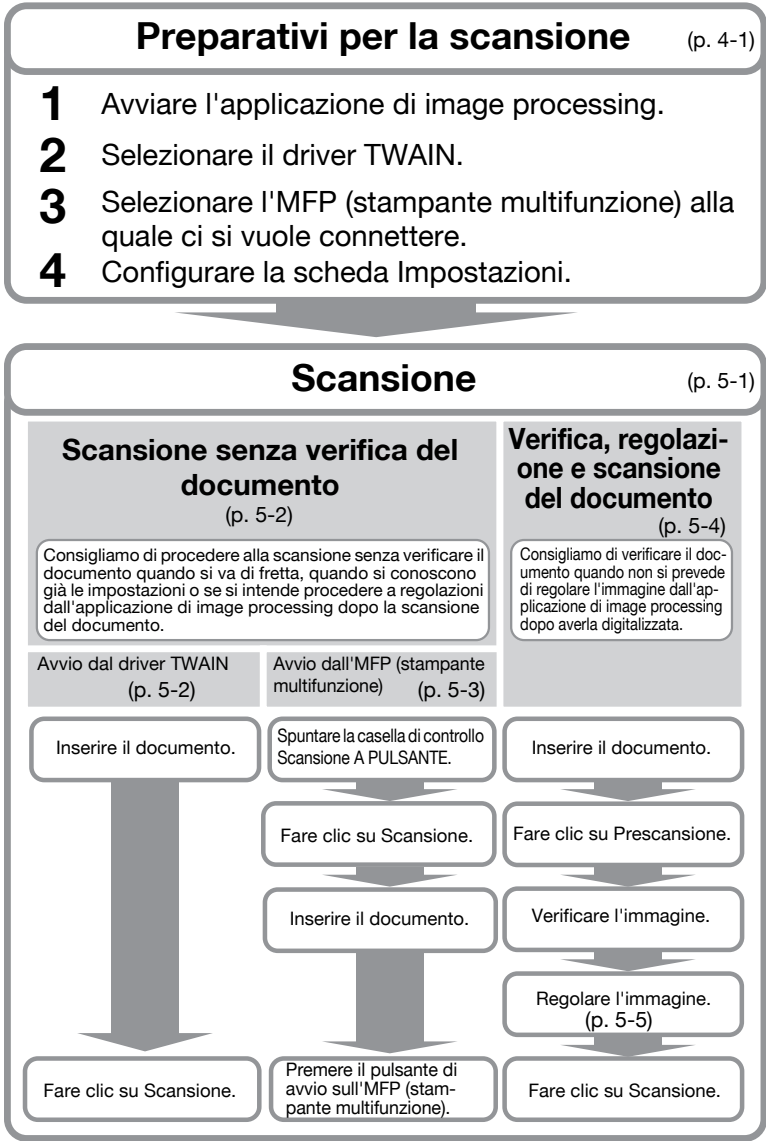 Preparativi per la scansione (p. 4-1)
1 Avviare l'applicazione di image processing.
2 Selezionare il driver TWAIN.
3 Selezionare l'MFP (stampante multifunzione) alla
quale ci si vuole connettere.
4 Configurare la scheda Impostazioni.
Scansione (p. 5-1)
Scansione senza verifica del
documento
(p. 5-2)
Consigliamo di procedere alla scansione senza verificare il
documento quando si va di fretta, quando si conoscono
già le impostazioni o se si intende procedere a regolazioni
dall'applicazione di image processing dopo la scansione
del documento.
Avvio dal driver TWAIN
(p. 5-2)
Inserire il documento.
Fare clic su Scansione.
Avvio dall'MFP (stampante
multifunzione) (p. 5-3)
Spuntare la casella di controllo
Scansione A PULSANTE.
Fare clic su Scansione.
Inserire il documento.
Premere il pulsante di
avvio sull'MFP (stam-
pante multifunzione).
Verifica, regolazi-
one e scansione
del documento
(p. 5-4)
Consigliamo di verificare il doc-
umento quando non si prevede
di regolare l'immagine dall'ap-
plicazione di image processing
dopo averla digitalizzata.
Inserire il documento.
Fare clic su Prescansione.
Verificare l'immagine.
Regolare l'immagine.
(p. 5-5)
Fare clic su Scansione.